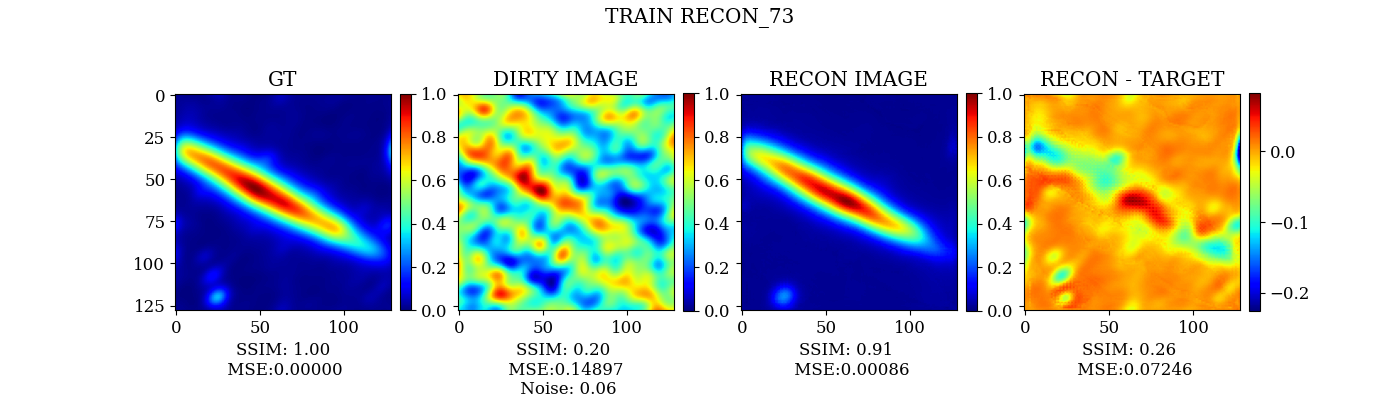 TRAIN RECON_73
GT
DIRTY IMAGE
RECON IMAGE
RECON - TARGET
0
25
50
75
100
125
0 50 100
1.0
0.8
0.6
0.4
0.2
0.0
0 50 100
1.0
0.8
0.6
0.4
0.2
0.0
0 50 100
1.0
0.8
0.6
0.4
0.2
0.0
0 50 100
0.0
−0.1
−0.2
SSIM: 1.00
MSE:0.00000
SSIM: 0.20
MSE:0.14897
Noise: 0.06
SSIM: 0.91
MSE:0.00086
SSIM: 0.26
MSE:0.07246